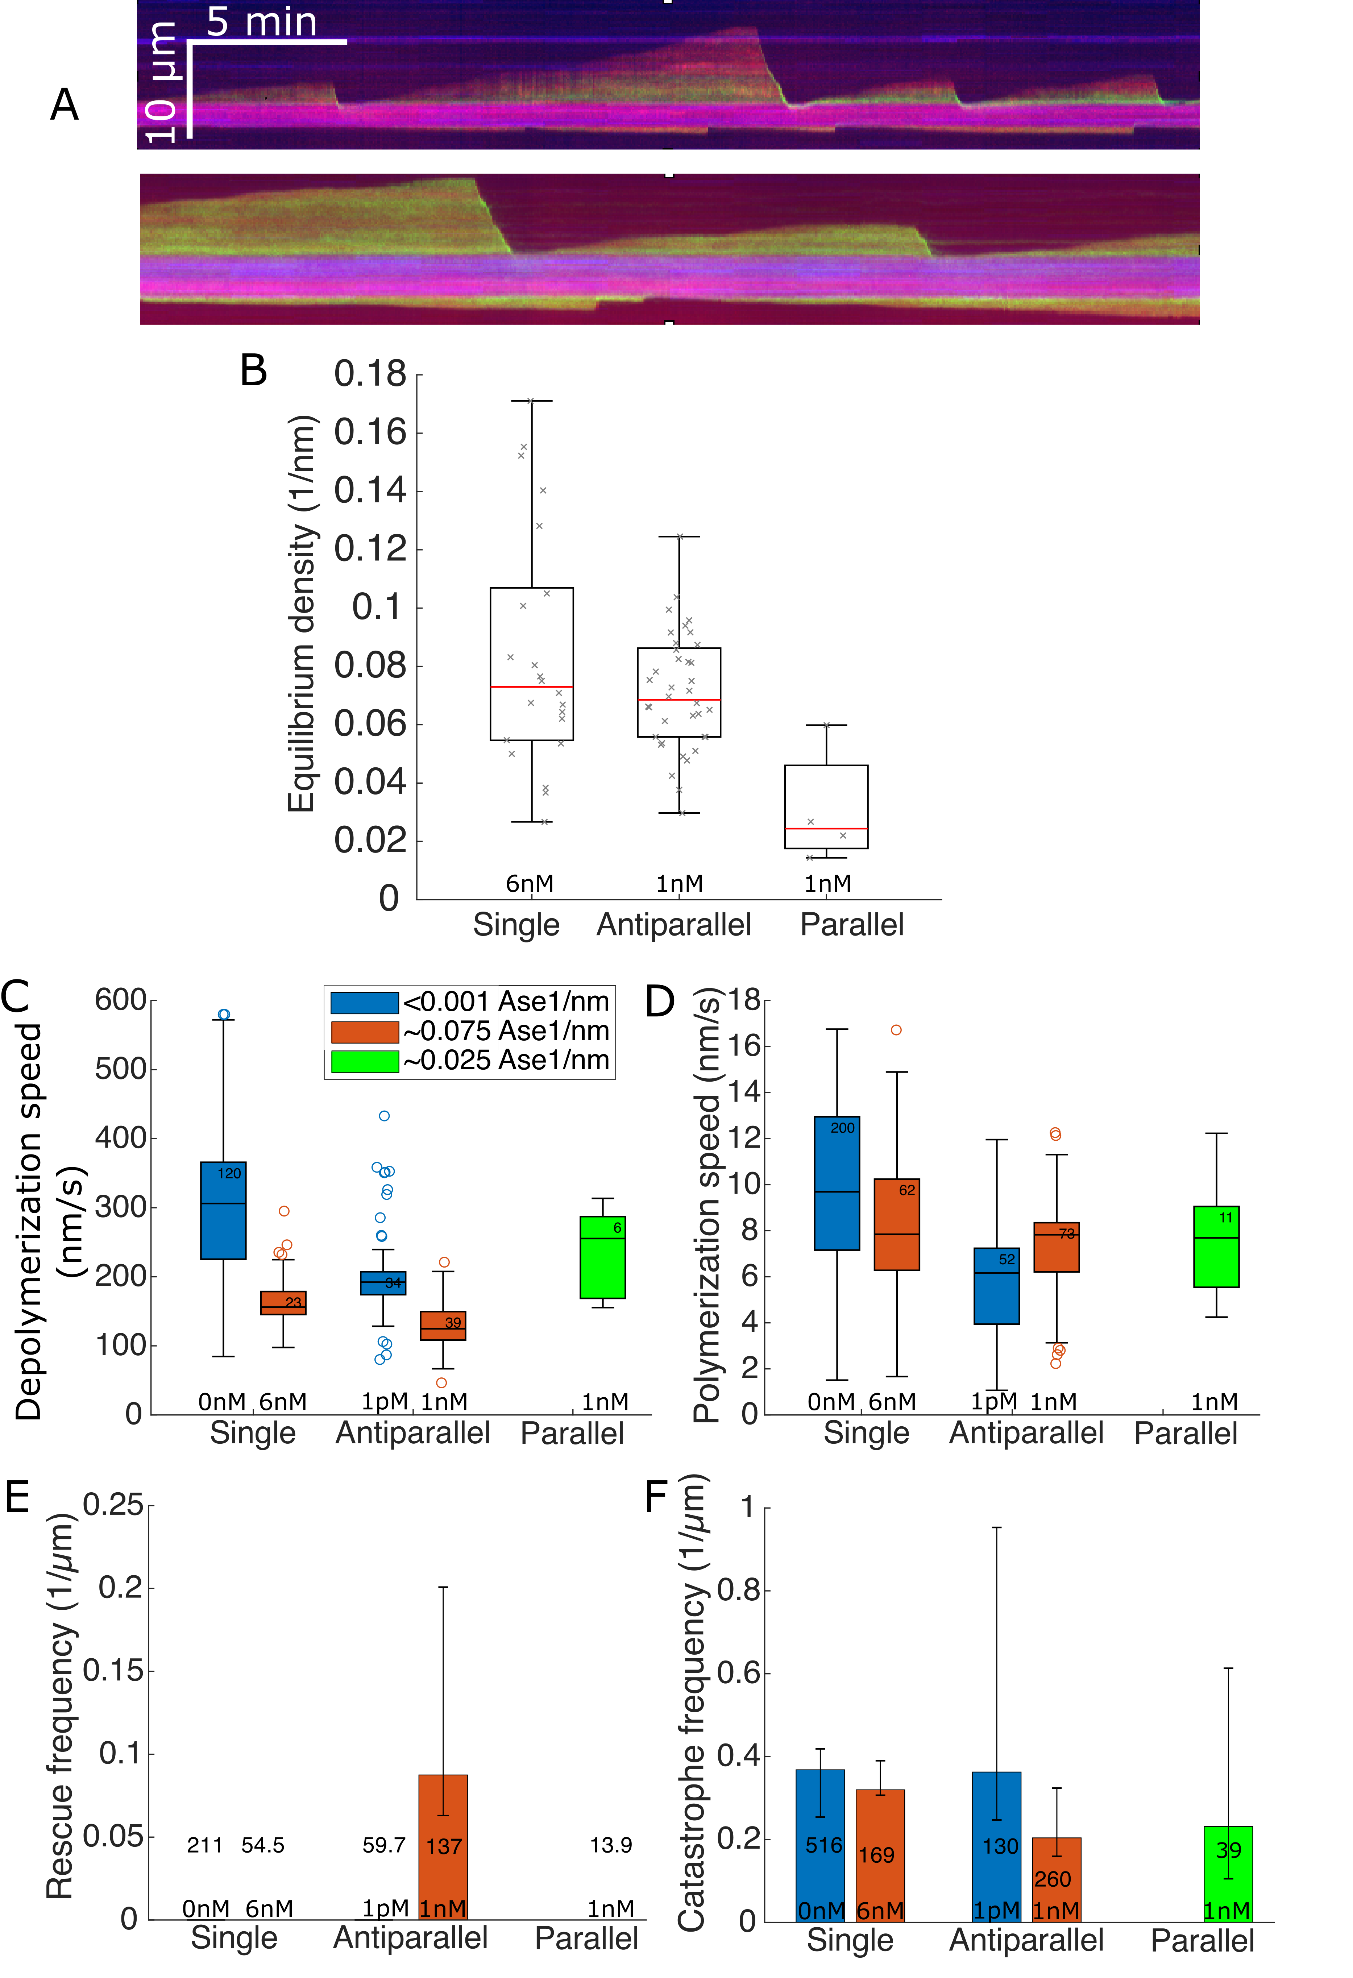 A
5 min
10 µm
B
Equilibrium density (1/nm)
0.18
0.16
0.14
0.12
0.1
0.08
0.06
0.04
0.02
0
6nM
1nM
1nM
Single
Antiparallel
Parallel
C
Depolymerization speed
(nm/s)
600
500
400
300
200
100
0
<0.001 Ase1/nm
~0.075 Ase1/nm
~0.025 Ase1/nm
120
23
34
39
6
0nM
6nM
1pM
1nM
1nM
Single
Antiparallel
Parallel
D
Polymerization speed (nm/s)
18
16
14
12
10
8
6
4
2
0
200
62
52
73
11
0nM
6nM
1pM
1nM
1nM
Single
Antiparallel
Parallel
E
Rescue frequency (1/µm)
0.25
0.2
0.15
0.1
0.05
0
211
54.5
59.7
137
13.9
0nM
6nM
1pM
1nM
1nM
Single
Antiparallel
Parallel
F
Catastrophe frequency (1/µm)
1
0.8
0.6
0.4
0.2
0
516
169
130
260
39
0nM
6nM
1pM
1nM
1nM
Single
Antiparallel
Parallel